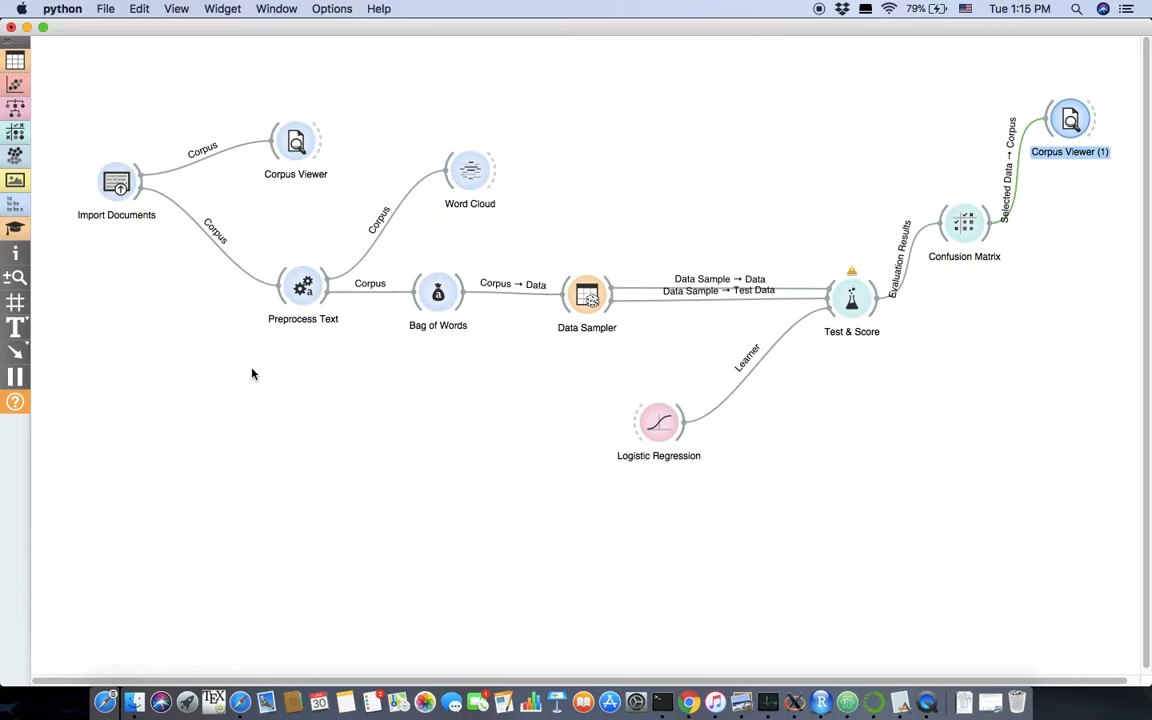 python File Edit View Widget Window Options Help 79% Tue 1:15 PM
Corpus Viewer (1)
Selected Data → Corpus
Corpus
Corpus Viewer
Import Documents
Corpus
Word Cloud
Corpus
Preprocess Text
Corpus
Bag of Words
Corpus → Data
Data Sampler
Data Sample → Data
Data Sample → Test Data
Test & Score
Evaluation Results
Confusion Matrix
Learner
Logistic Regression
T
?
TEX
30
R